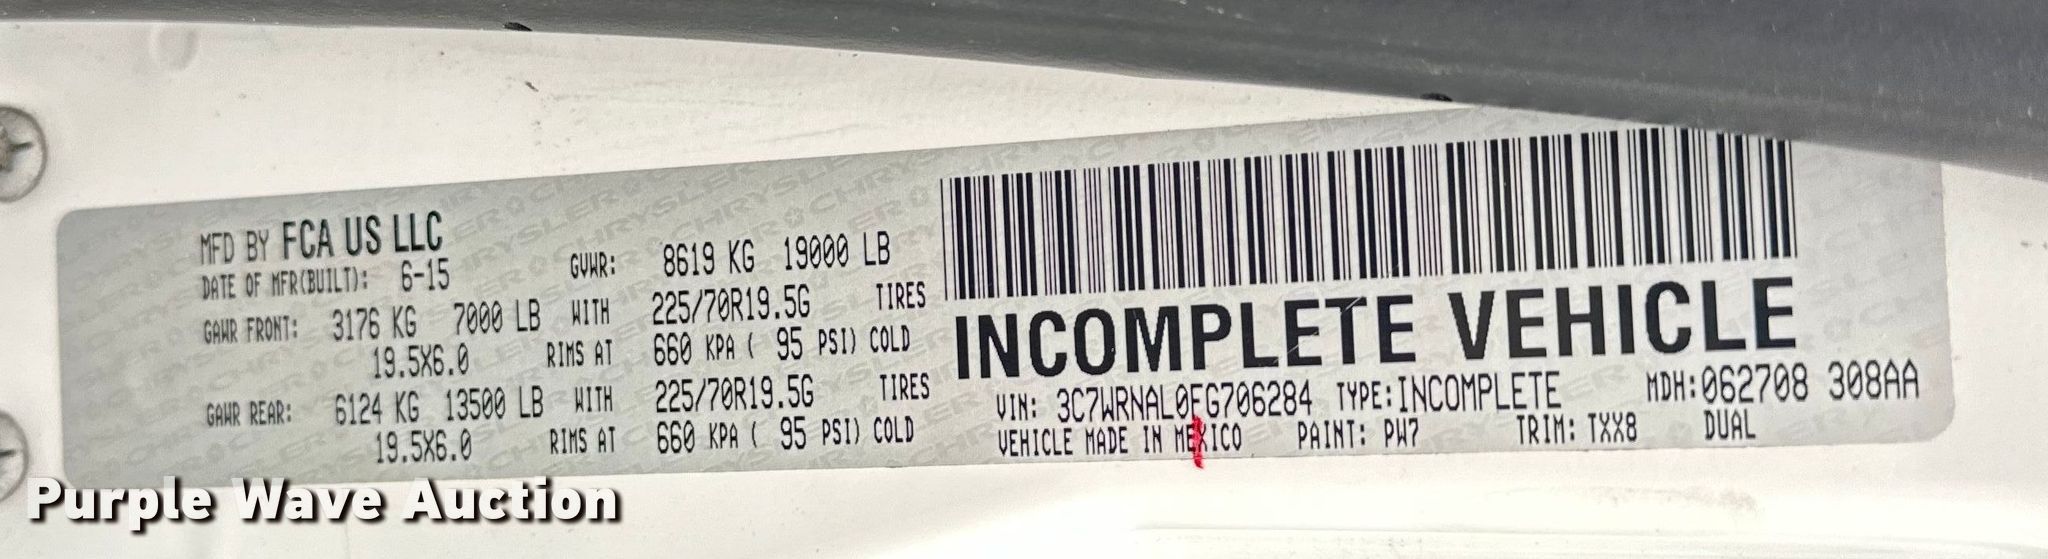 MFD BY FCA US LLC
DATE OF MFR(BUILT): 6-15 GVWR: 8619 KG 19000 LB
GAWR FRONT: 3176 KG 7000 LB WITH 225/70R19.5G TIRES
19.5X6.0 RIMS AT 660 KPA ( 95 PSI) COLD
GAWR REAR: 6124 KG 13500 LB WITH 225/70R19.5G TIRES
19.5X6.0 RIMS AT 660 KPA ( 95 PSI) COLD
INCOMPLETE VEHICLE
VIN: 3C7WRNAL0FG706284 TYPE:INCOMPLETE MDH:062708 308AA
VEHICLE MADE IN MEXICO PAINT: PW7 TRIM: TXX8 DUAL
Purple Wave Auction